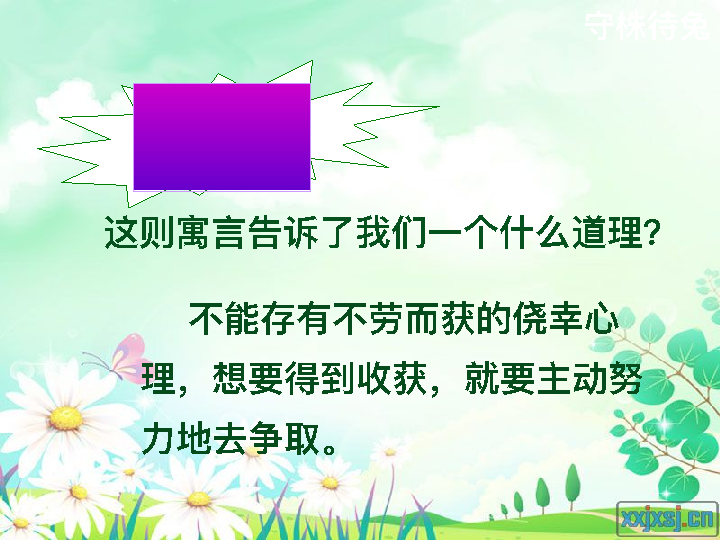 守株待兔
这则寓言告诉了我们一个什么道理？
不能存有不劳而获的侥幸心
理，想要得到收获，就要主动努
力地去争取。
xxjxsj.cn